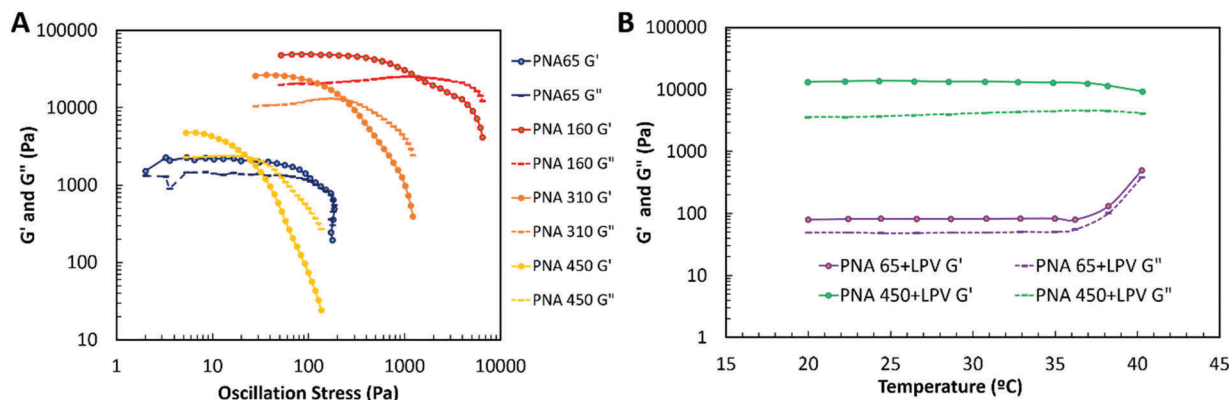 A
G' and G" (Pa)
100000
10000
1000
100
10
1
10
100
1000
10000
Oscillation Stress (Pa)
PNA65 G'
PNA65 G"
PNA 160 G'
PNA 160 G"
PNA 310 G'
PNA 310 G"
PNA 450 G'
PNA 450 G"
B
G' and G" (Pa)
100000
10000
1000
100
10
1
15
20
25
30
35
40
45
Temperature (ºC)
PNA 65+LPV G'
PNA 65+LPV G"
PNA 450+LPV G'
PNA 450+LPV G"